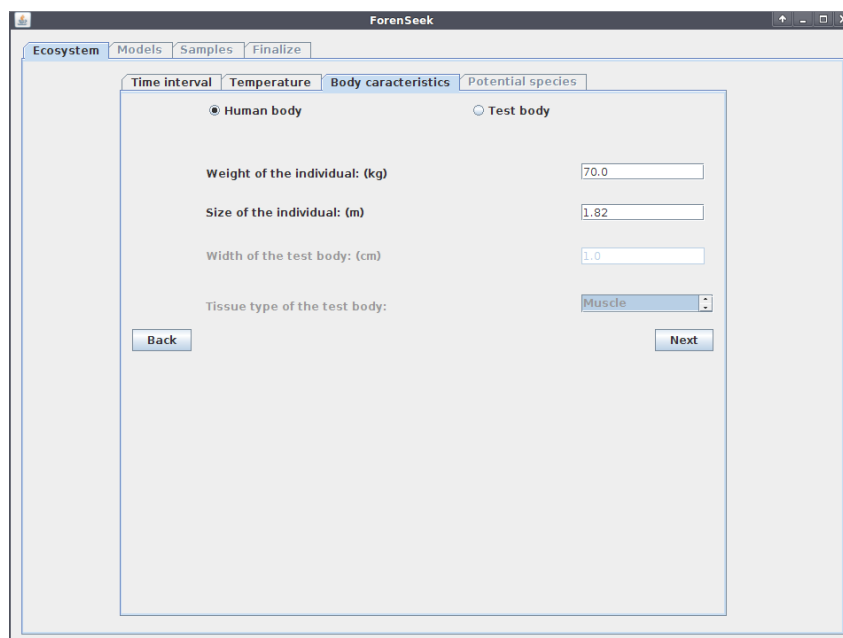 ForenSeek
Ecosystem Models Samples Finalize
Time interval Temperature Body caracteristics Potential species
Human body Test body
Weight of the individual: (kg) 70.0
Size of the individual: (m) 1.82
Width of the test body: (cm) 1.0
Tissue type of the test body: Muscle
Back Next